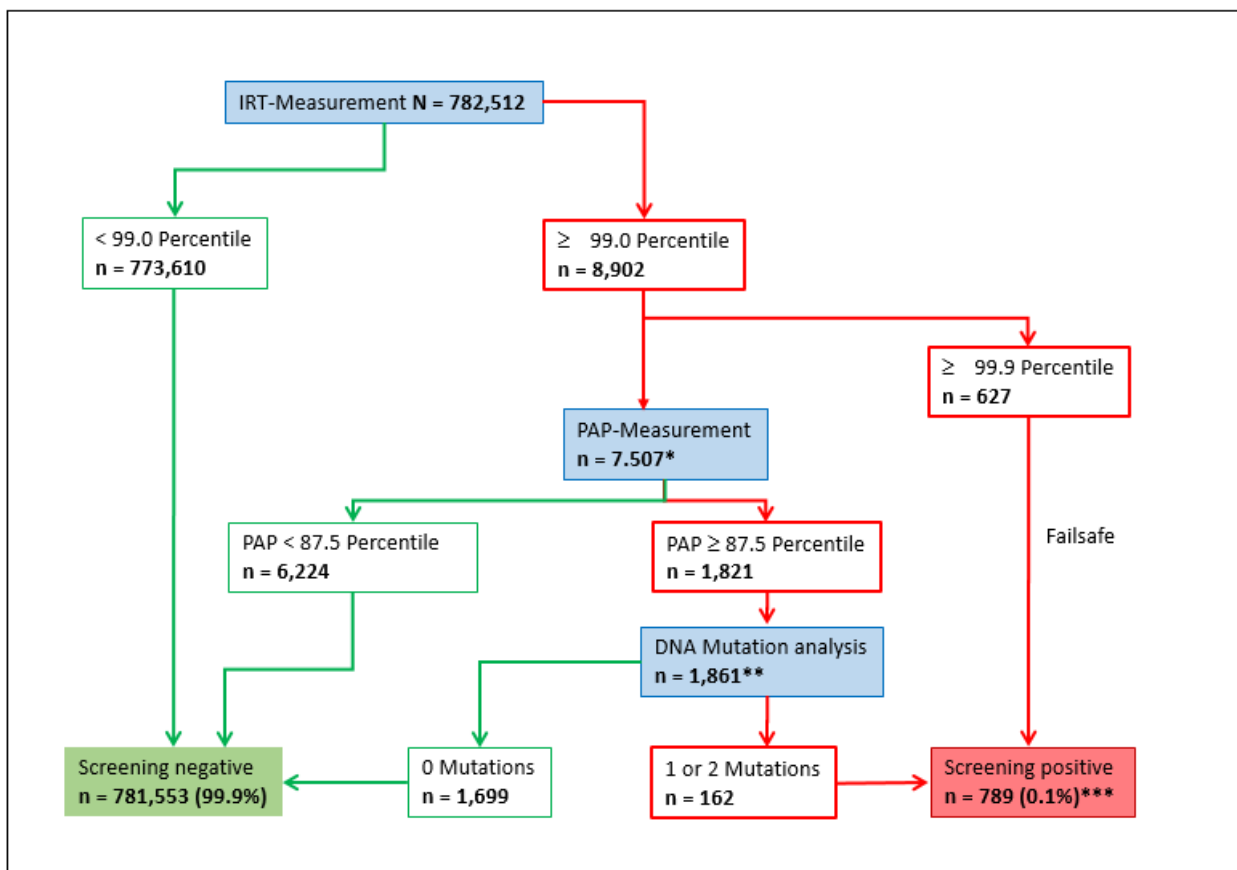 IRT-Measurement N = 782,512
< 99.0 Percentile
n = 773,610
≥ 99.0 Percentile
n = 8,902
≥ 99.9 Percentile
n = 627
PAP-Measurement
n = 7.507*
PAP < 87.5 Percentile
n = 6,224
PAP ≥ 87.5 Percentile
n = 1,821
Failsafe
DNA Mutation analysis
n = 1,861**
Screening negative
n = 781,553 (99.9%)
0 Mutations
n = 1,699
1 or 2 Mutations
n = 162
Screening positive
n = 789 (0.1%)***